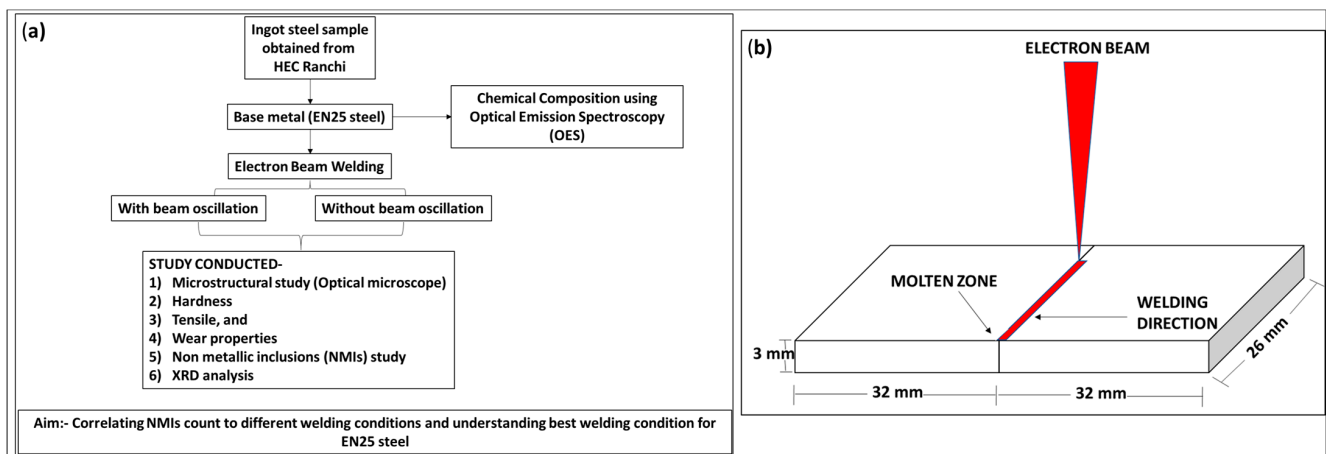 (a)
Ingot steel sample
obtained from
HEC Ranchi
Base metal (EN25 steel)
Chemical Composition using
Optical Emission Spectroscopy
(OES)
Electron Beam Welding
With beam oscillation
Without beam oscillation
STUDY CONDUCTED-
1) Microstructural study (Optical microscope)
2) Hardness
3) Tensile, and
4) Wear properties
5) Non metallic inclusions (NMIs) study
6) XRD analysis
Aim:- Correlating NMIs count to different welding conditions and understanding best welding condition for
EN25 steel
(b)
ELECTRON BEAM
MOLTEN ZONE
WELDING
DIRECTION
3 mm
32 mm
32 mm
26 mm